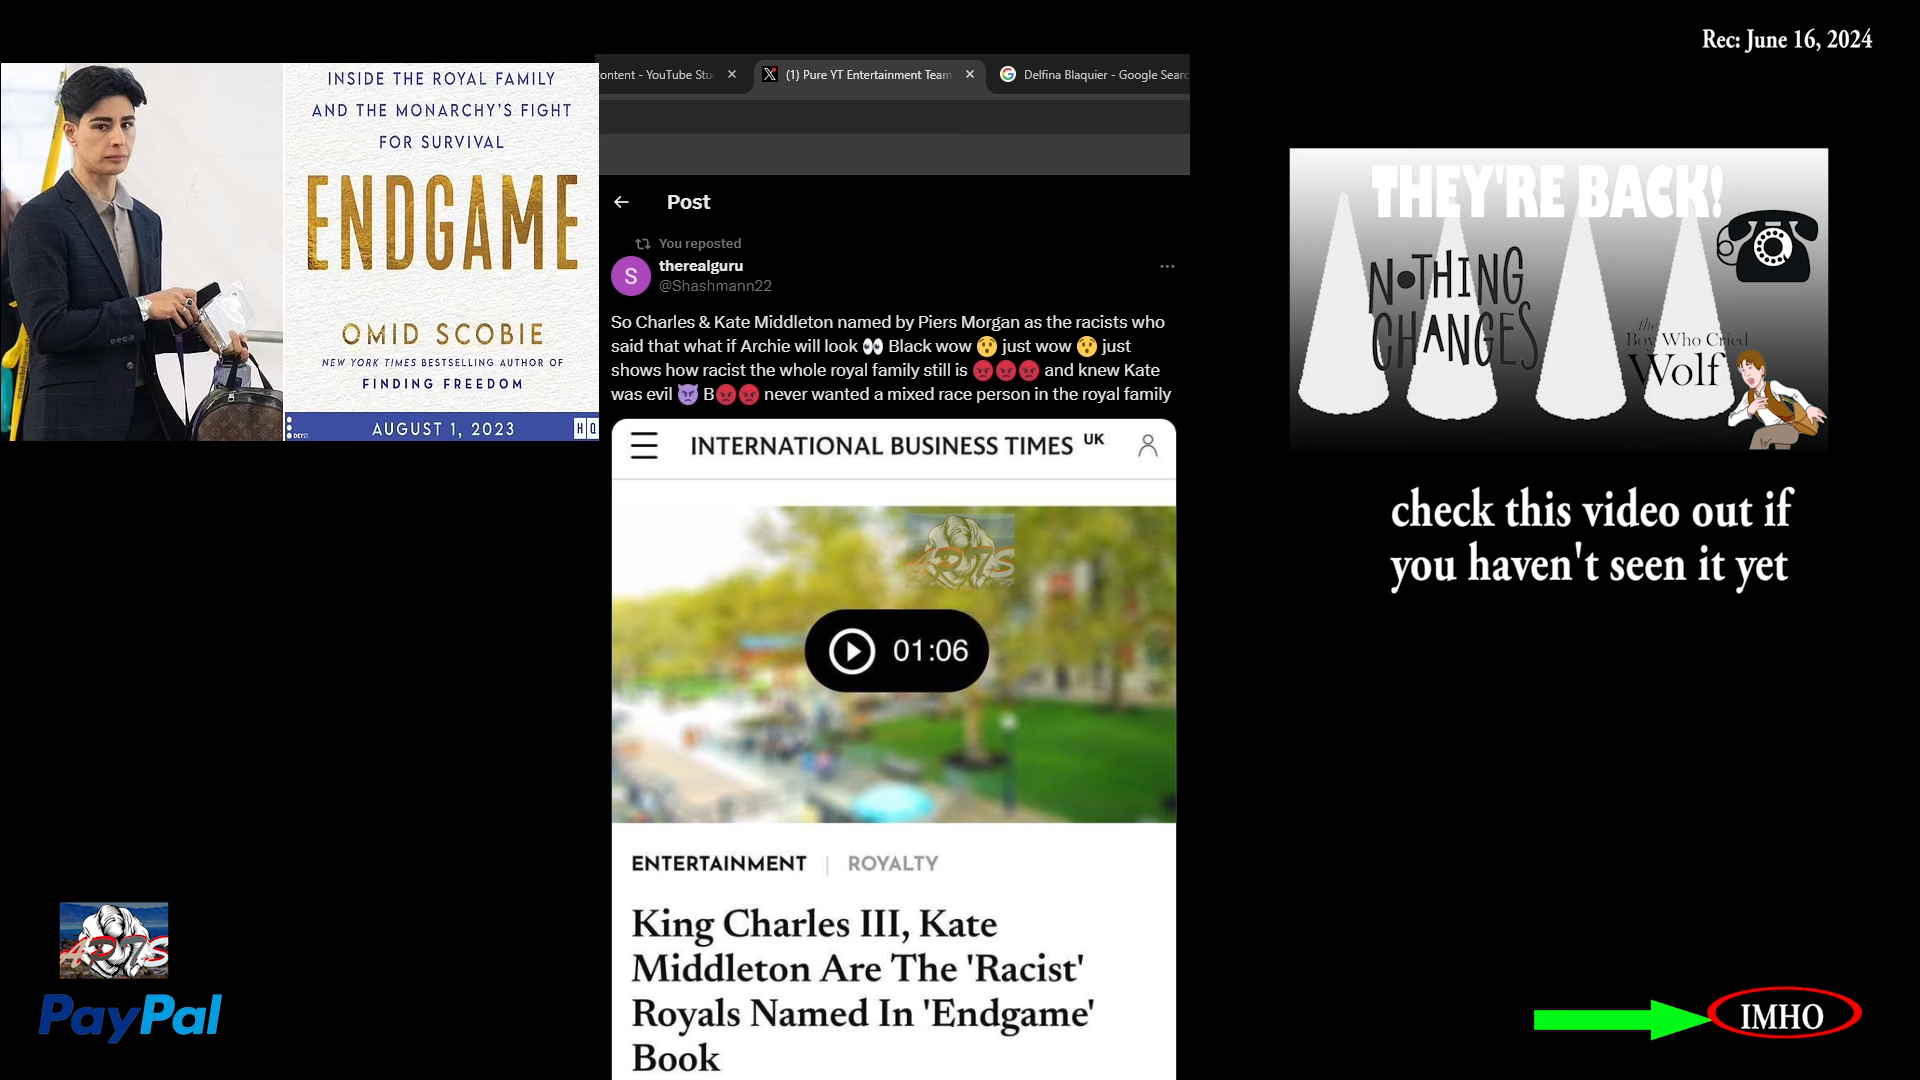 Rec: June 16, 2024
INSIDE THE ROYAL FAMILY
AND THE MONARCHY'S FIGHT
FOR SURVIVAL
ENDGAME
OMID SCOBIE
NEW YORK TIMES BESTSELLING AUTHOR OF
FINDING FREEDOM
DEYST.
AUGUST 1, 2023
HQ
ontent - YouTube Stu
(1) Pure YT Entertainment Team
Delfina Blaquier - Google Searc
Post
You reposted
S
therealguru
@Shashmann22
So Charles & Kate Middleton named by Piers Morgan as the racists who
said that what if Archie will look 👀 Black wow 😯 just wow 😯 just
shows how racist the whole royal family still is 😡😡😡 and knew Kate
was evil 👿 B😡😡 never wanted a mixed race person in the royal family
INTERNATIONAL BUSINESS TIMES UK
ARTS
01:06
ENTERTAINMENT | ROYALTY
King Charles III, Kate
Middleton Are The 'Racist'
Royals Named In 'Endgame'
Book
THEY'RE BACK!
NOTHING
CHANGES
the
Boy Who Cried
Wolf
check this video out if
you haven't seen it yet
ARTS
PayPal
IMHO